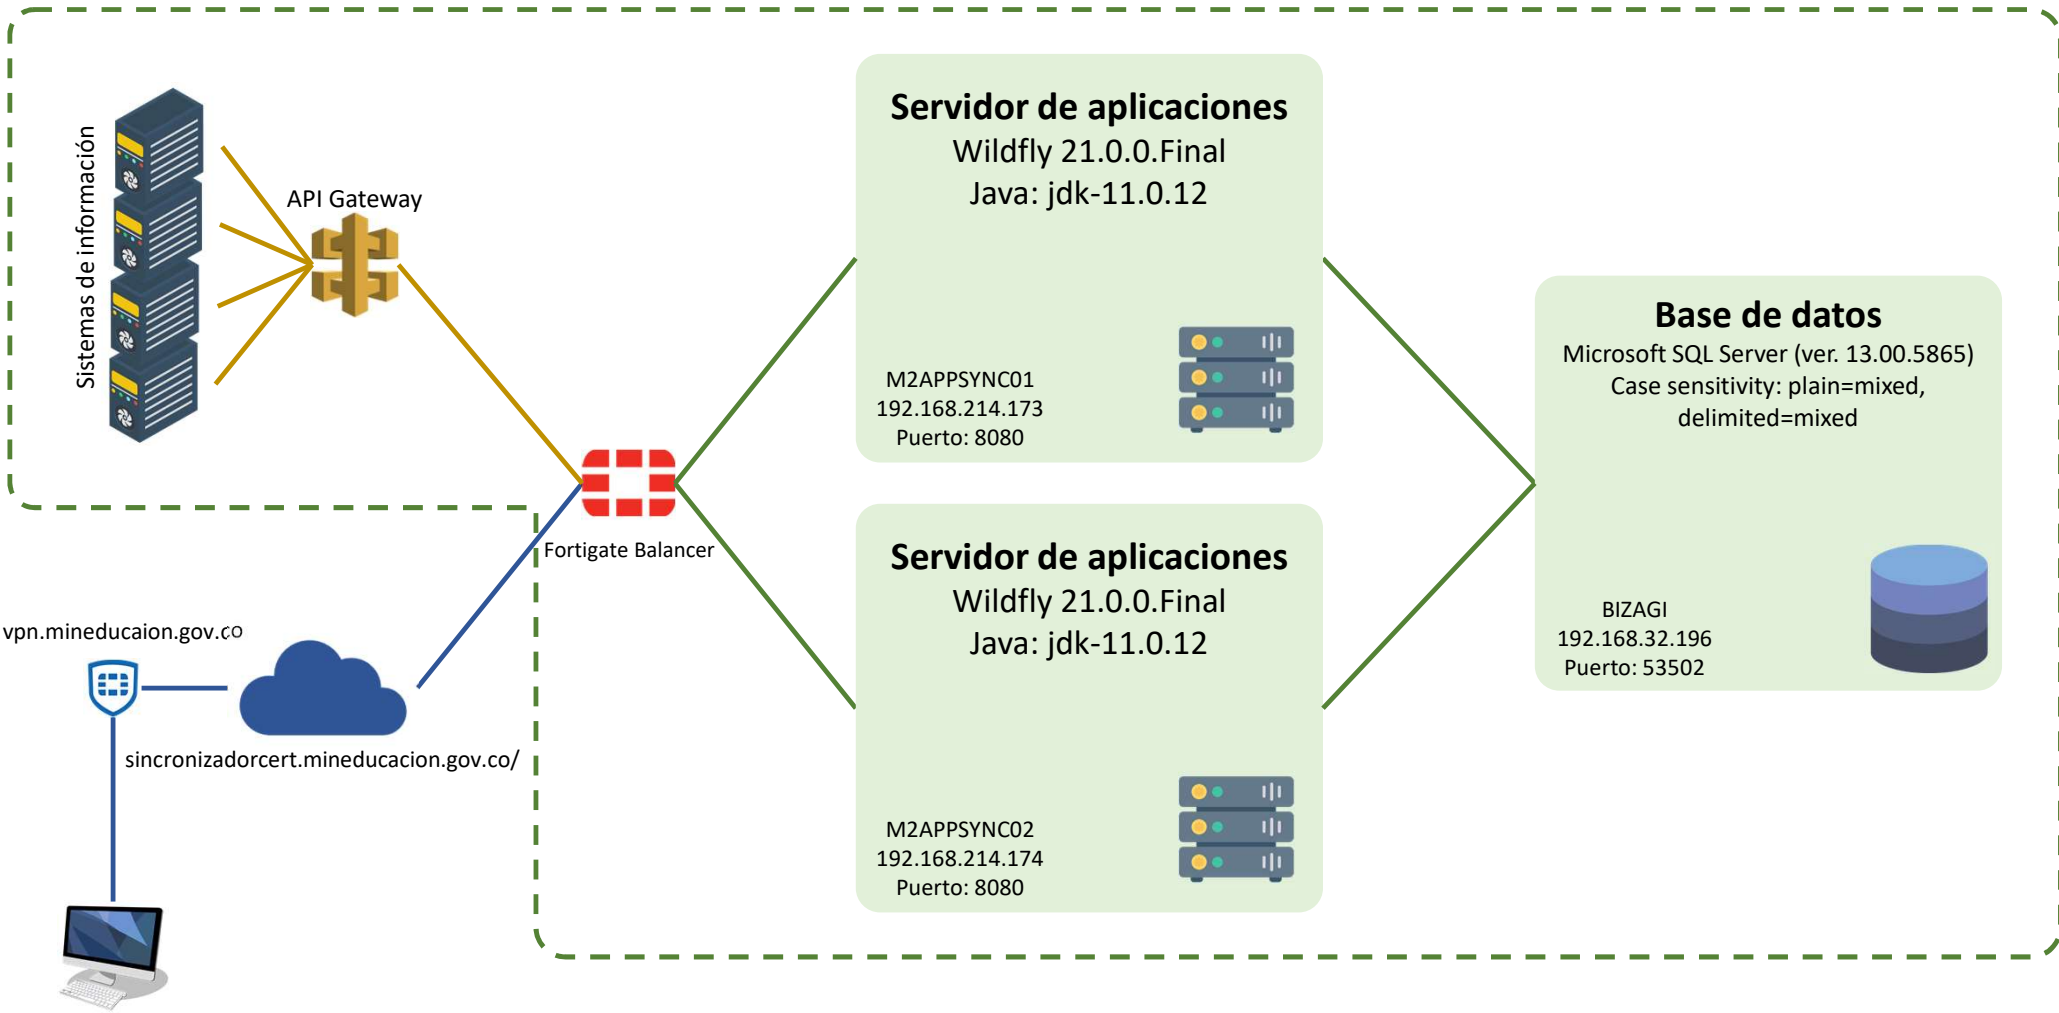 Sistemas de información
API Gateway
Servidor de aplicaciones
Wildfly 21.0.0.Final
Java: jdk-11.0.12
M2APPSYNC01
192.168.214.173
Puerto: 8080
Fortigate Balancer
Servidor de aplicaciones
Wildfly 21.0.0.Final
Java: jdk-11.0.12
M2APPSYNC02
192.168.214.174
Puerto: 8080
Base de datos
Microsoft SQL Server (ver. 13.00.5865)
Case sensitivity: plain=mixed,
delimited=mixed
BIZAGI
192.168.32.196
Puerto: 53502
vpn.mineducaion.gov.co
sincronizadorcert.mineducacion.gov.co/